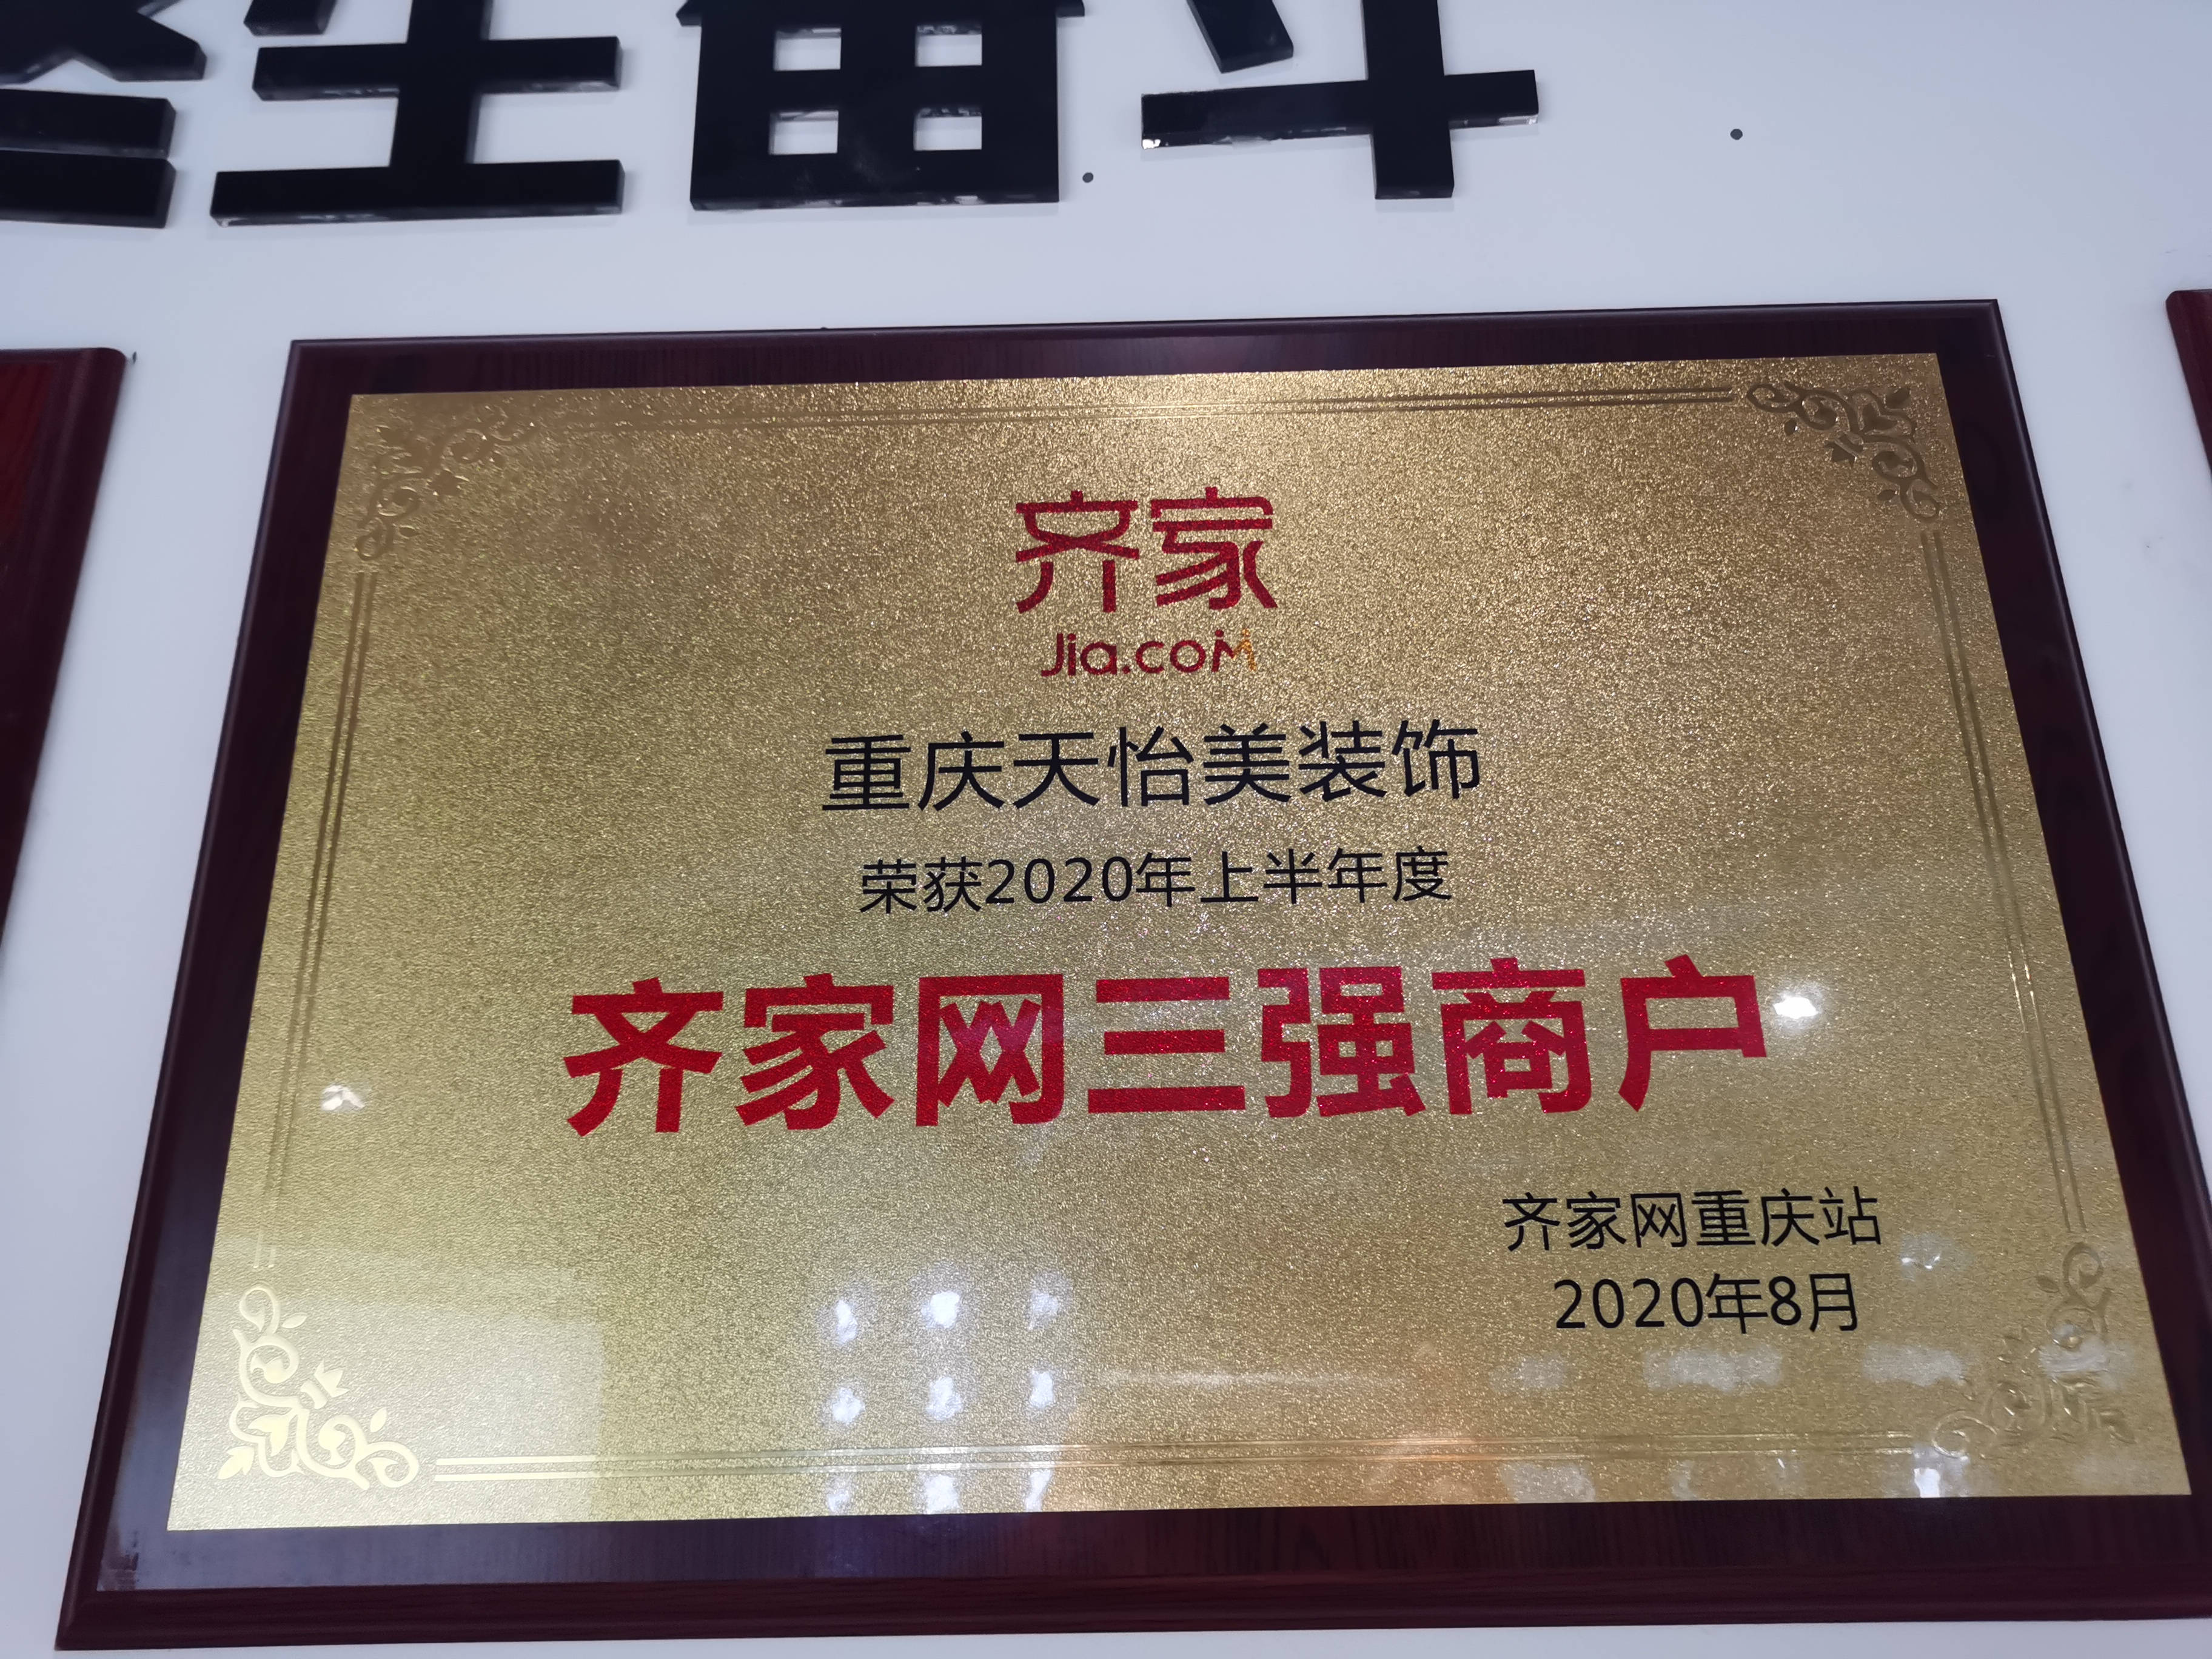 奋斗
齐家
Jia.com
重庆天怡美装饰
荣获2020年上半年度
齐家网三强商户
齐家网重庆站
2020年8月